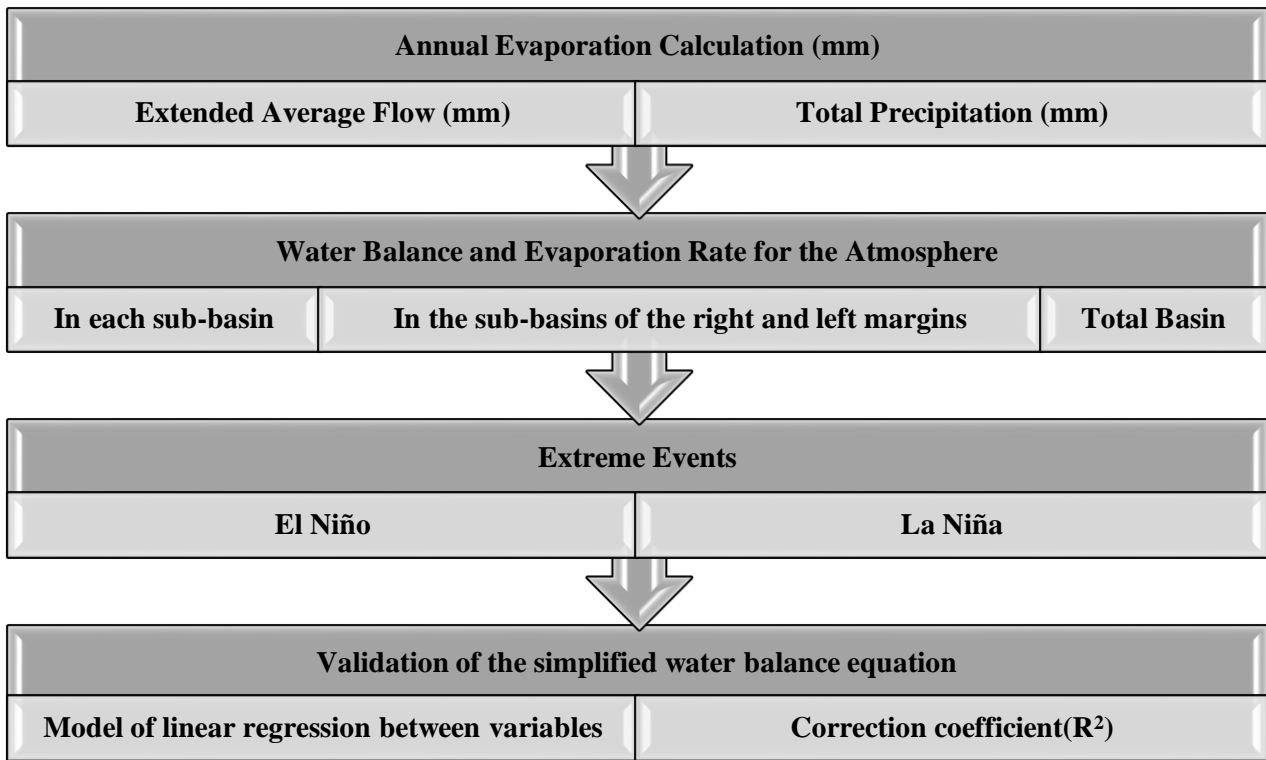 Annual Evaporation Calculation (mm)
Extended Average Flow (mm)
Total Precipitation (mm)
Water Balance and Evaporation Rate for the Atmosphere
In each sub-basin
In the sub-basins of the right and left margins
Total Basin
Extreme Events
El Niño
La Niña
Validation of the simplified water balance equation
Model of linear regression between variables
Correction coefficient(R²)